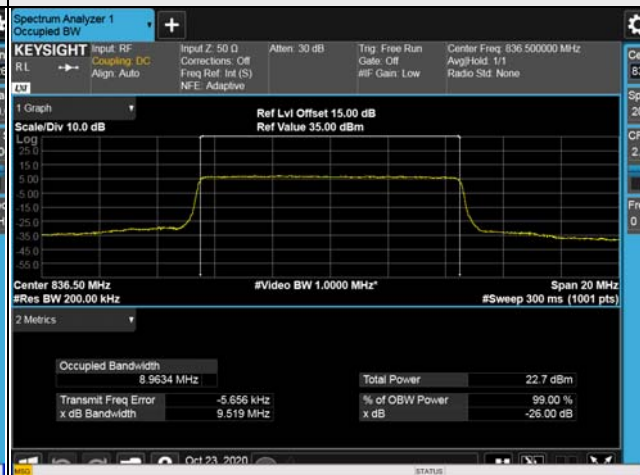 Spectrum Analyzer 1
Occupied BW
+
KEYSIGHT Input: RF Input Z: 50 Ω Atten: 30 dB Trig: Free Run Center Freq: 836.500000 MHz
RL Coupling: DC Corrections: Off Gate: Off Avg|Hold: 1/1
Align: Auto Freq Ref: Int (S) #IF Gain: Low Radio Std: None
NFE: Adaptive
LXI
1 Graph
Ref Lvl Offset 15.00 dB
Scale/Div 10.0 dB Ref Value 35.00 dBm
Log
25.0
15.0
5.00
-5.00
-15.0
-25.0
-35.0
-45.0
-55.0
Center 836.50 MHz #Video BW 1.0000 MHz* Span 20 MHz
#Res BW 200.00 kHz #Sweep 300 ms (1001 pts)
2 Metrics
Occupied Bandwidth
8.9634 MHz Total Power 22.7 dBm
Transmit Freq Error -5.656 kHz % of OBW Power 99.00 %
x dB Bandwidth 9.519 MHz x dB -26.00 dB
Oct 23, 2020
MSG STATUS